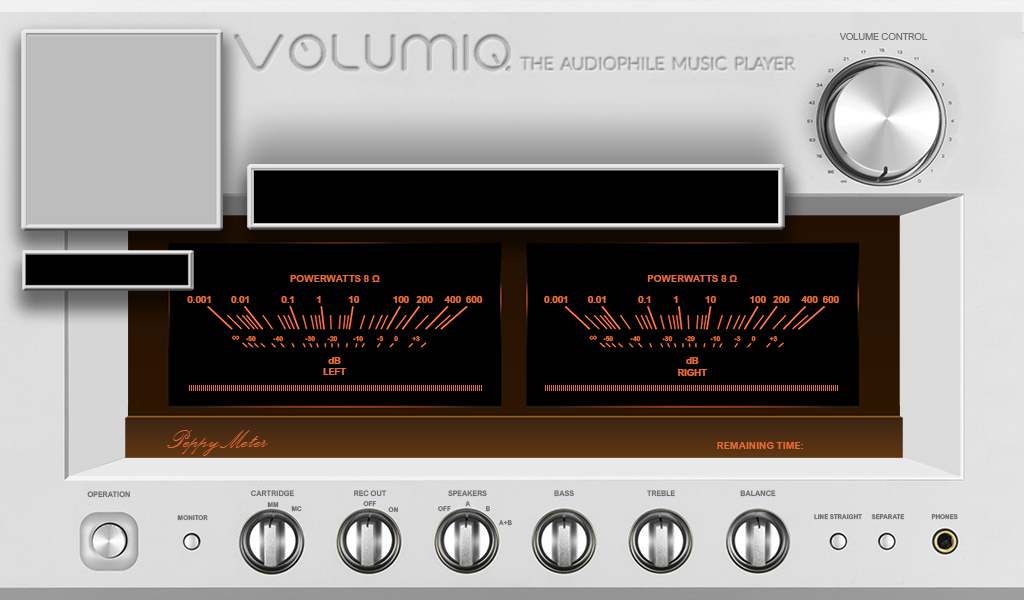 VOLUMIO THE AUDIOPHILE MUSIC PLAYER
VOLUME CONTROL
POWERWATTS 8 Ω
0.001 0.01 0.1 1 10 100 200 400 600
∞ -50 -40 -30 -20 -10 -3 0 +3
dB
LEFT
POWERWATTS 8 Ω
0.001 0.01 0.1 1 10 100 200 400 600
∞ -50 -40 -30 -20 -10 -3 0 +3
dB
RIGHT
PeppyMeter
REMAINING TIME:
OPERATION
MONITOR
CARTRIDGE
MM MC
REC OUT
OFF ON
SPEAKERS
OFF A B A+B
BASS
TREBLE
BALANCE
LINE STRAIGHT
SEPARATE
PHONES